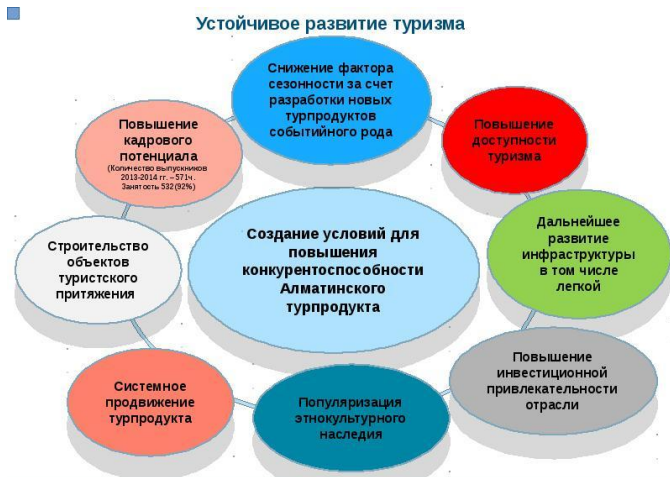 Устойчивое развитие туризма
Снижение фактора
сезонности за счет
разработки новых
турпродуктов
событийного рода
Повышение
кадрового
потенциала
(Количество выпускников
2013-2014 гг. – 571ч.
Занятость 532 (92%)
Повышение
доступности
туризма
Строительство
объектов
туристского
притяжения
Создание условий для
повышения
конкурентоспособности
Алматинского
турпродукта
Дальнейшее
развитие
инфраструктуры
в том числе
легкой
Системное
продвижение
турпродукта
Популяризация
этнокультурного
наследия
Повышение
инвестиционной
привлекательности
отрасли